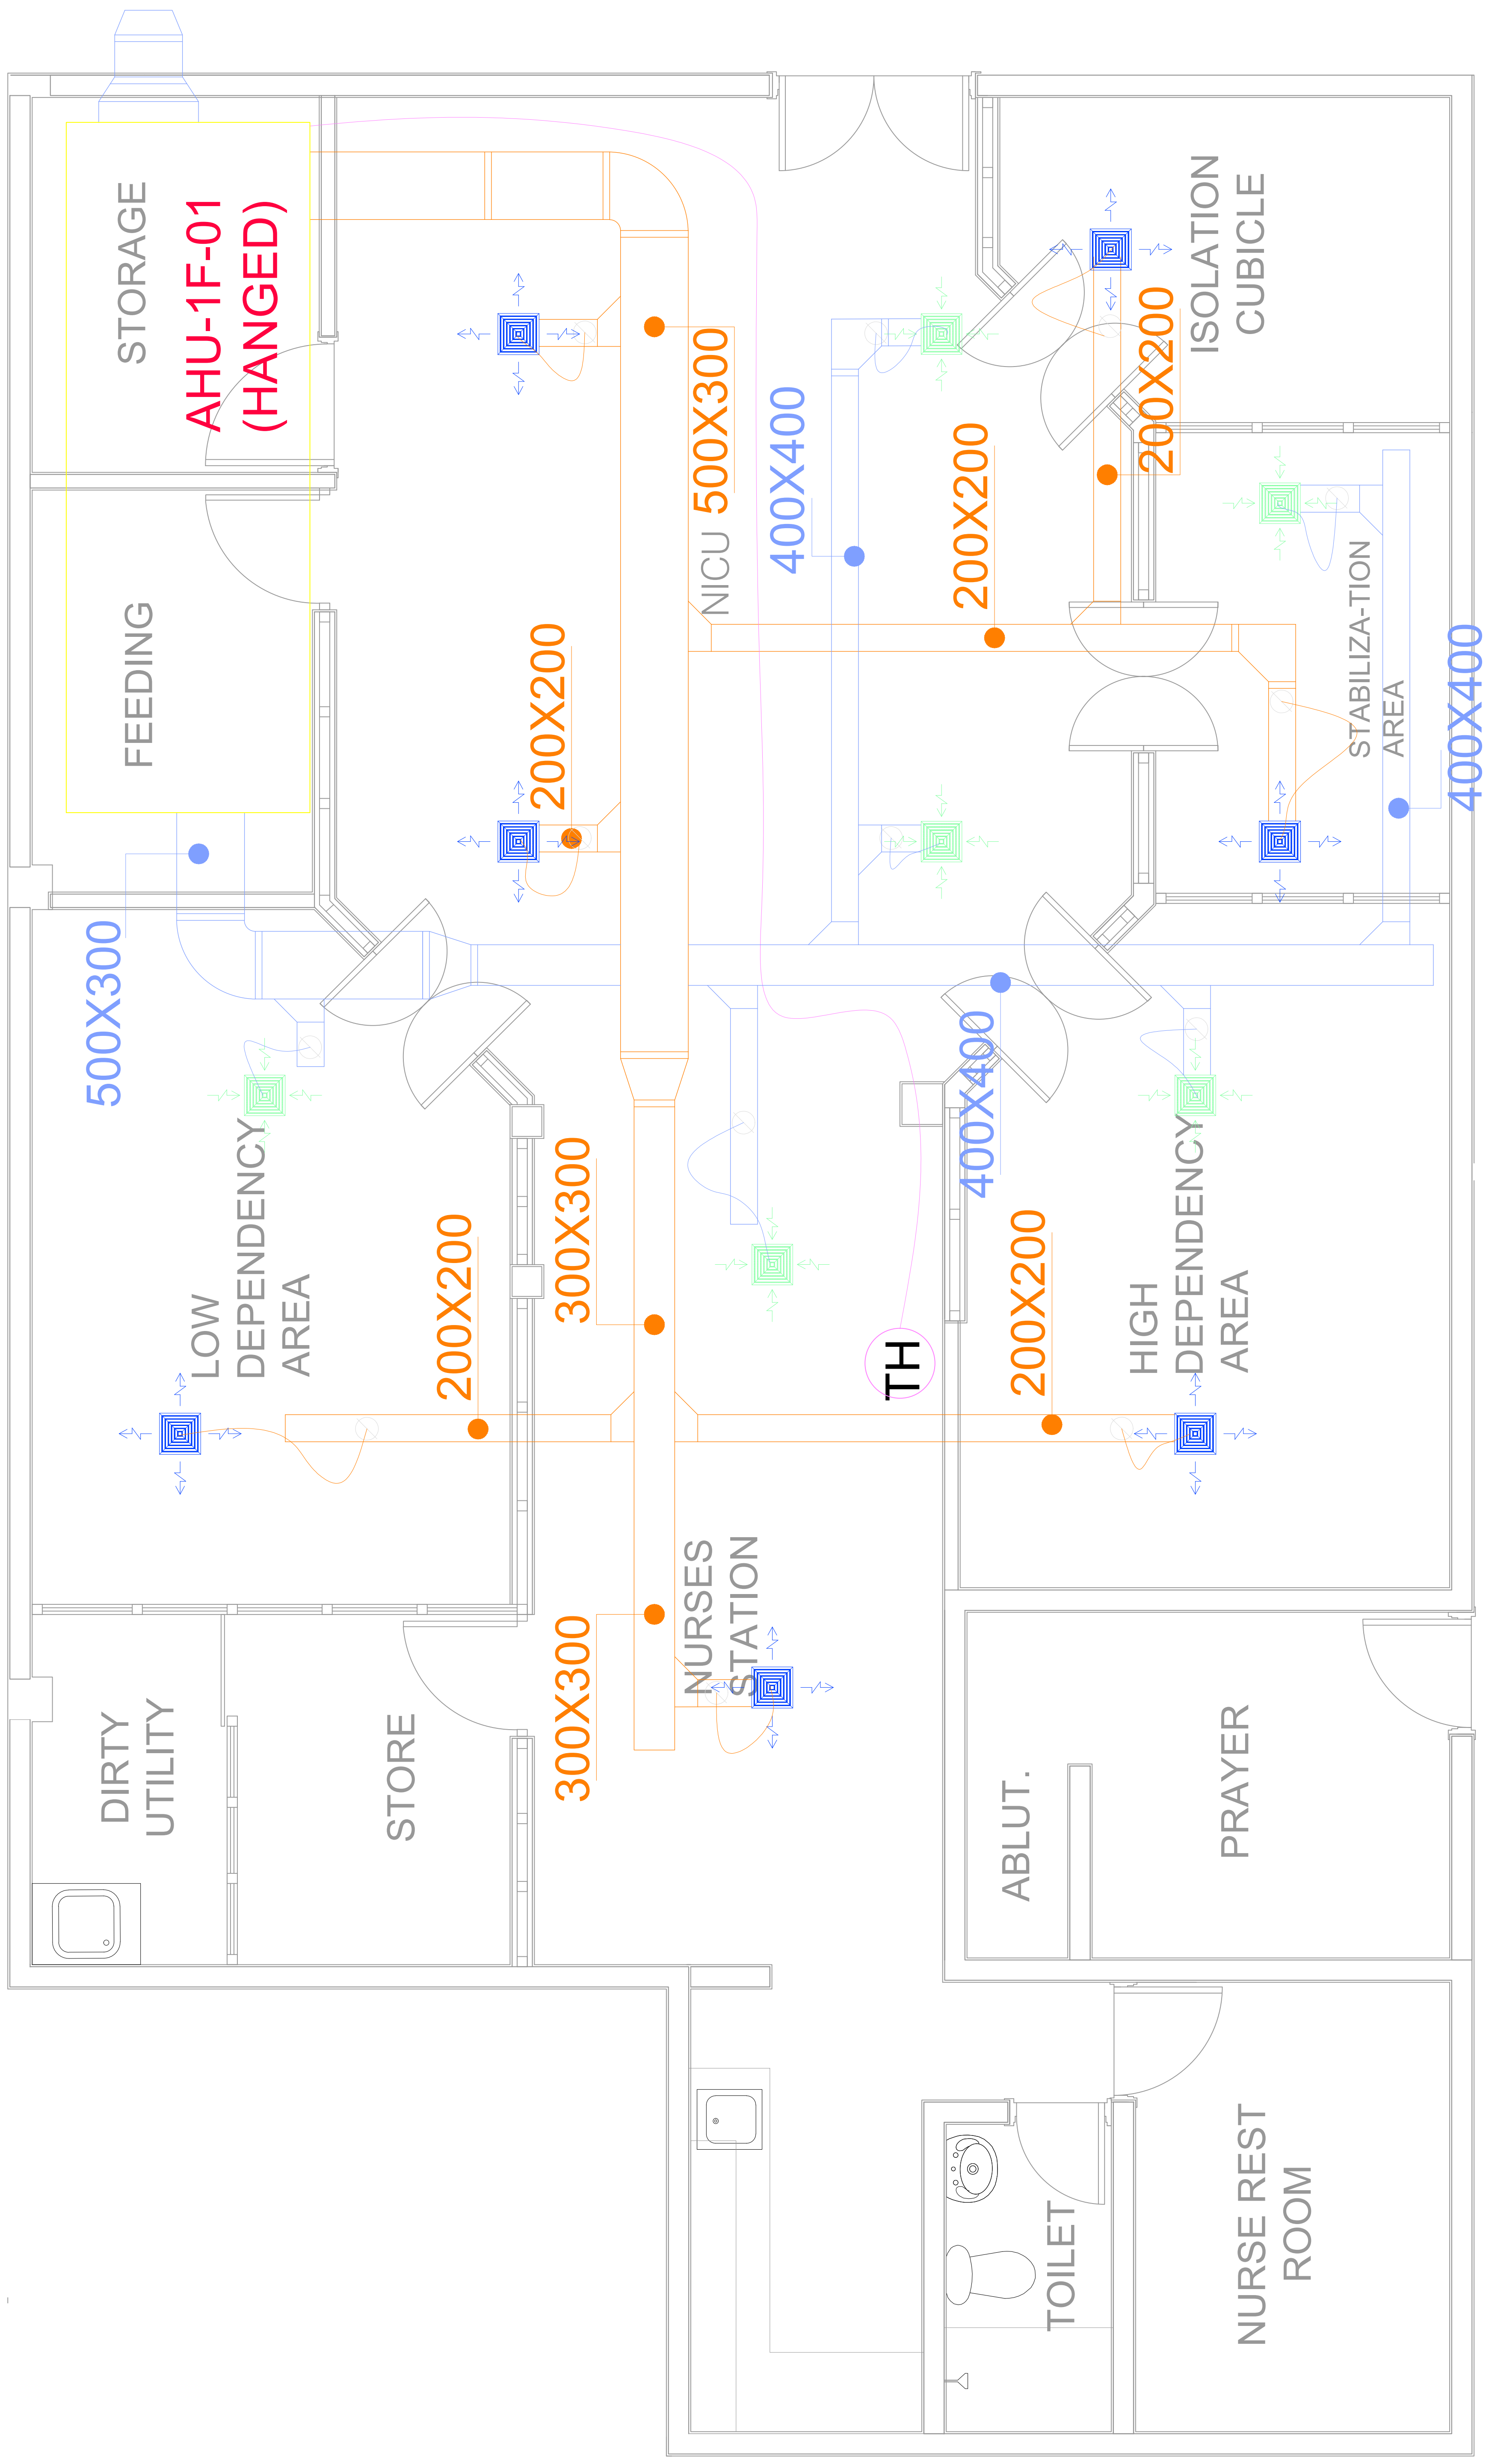 STORAGE
AHU-1F-01
(HANGED)
FEEDING
500X300
NICU
400X400
200X200
200X200
ISOLATION
CUBICLE
STABILIZA-TION
AREA
400X400
200X200
500X300
LOW
DEPENDENCY
AREA
200X200
300X300
400X400
200X200
HIGH
DEPENDENCY
AREA
TH
NURSES
STATION
300X300
DIRTY
UTILITY
STORE
ABLUT.
PRAYER
TOILET
NURSE REST
ROOM